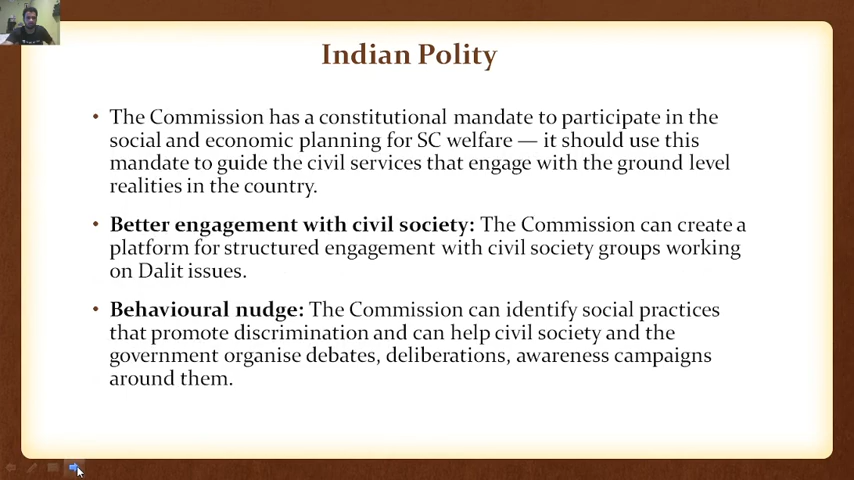 Indian Polity
• The Commission has a constitutional mandate to participate in the
social and economic planning for SC welfare — it should use this
mandate to guide the civil services that engage with the ground level
realities in the country.
• Better engagement with civil society: The Commission can create a
platform for structured engagement with civil society groups working
on Dalit issues.
• Behavioural nudge: The Commission can identify social practices
that promote discrimination and can help civil society and the
government organise debates, deliberations, awareness campaigns
around them.